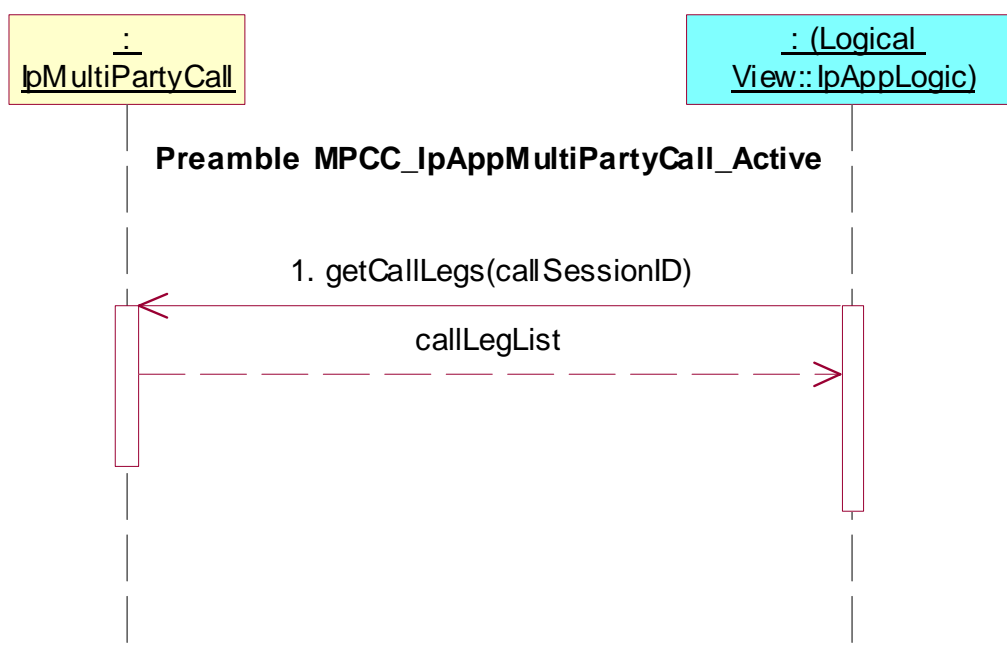 :
IpMultiPartyCall
: (Logical
View::IpAppLogic)
Preamble MPCC_IpAppMultiPartyCall_Active
1. getCallLegs(callSessionID)
callLegList